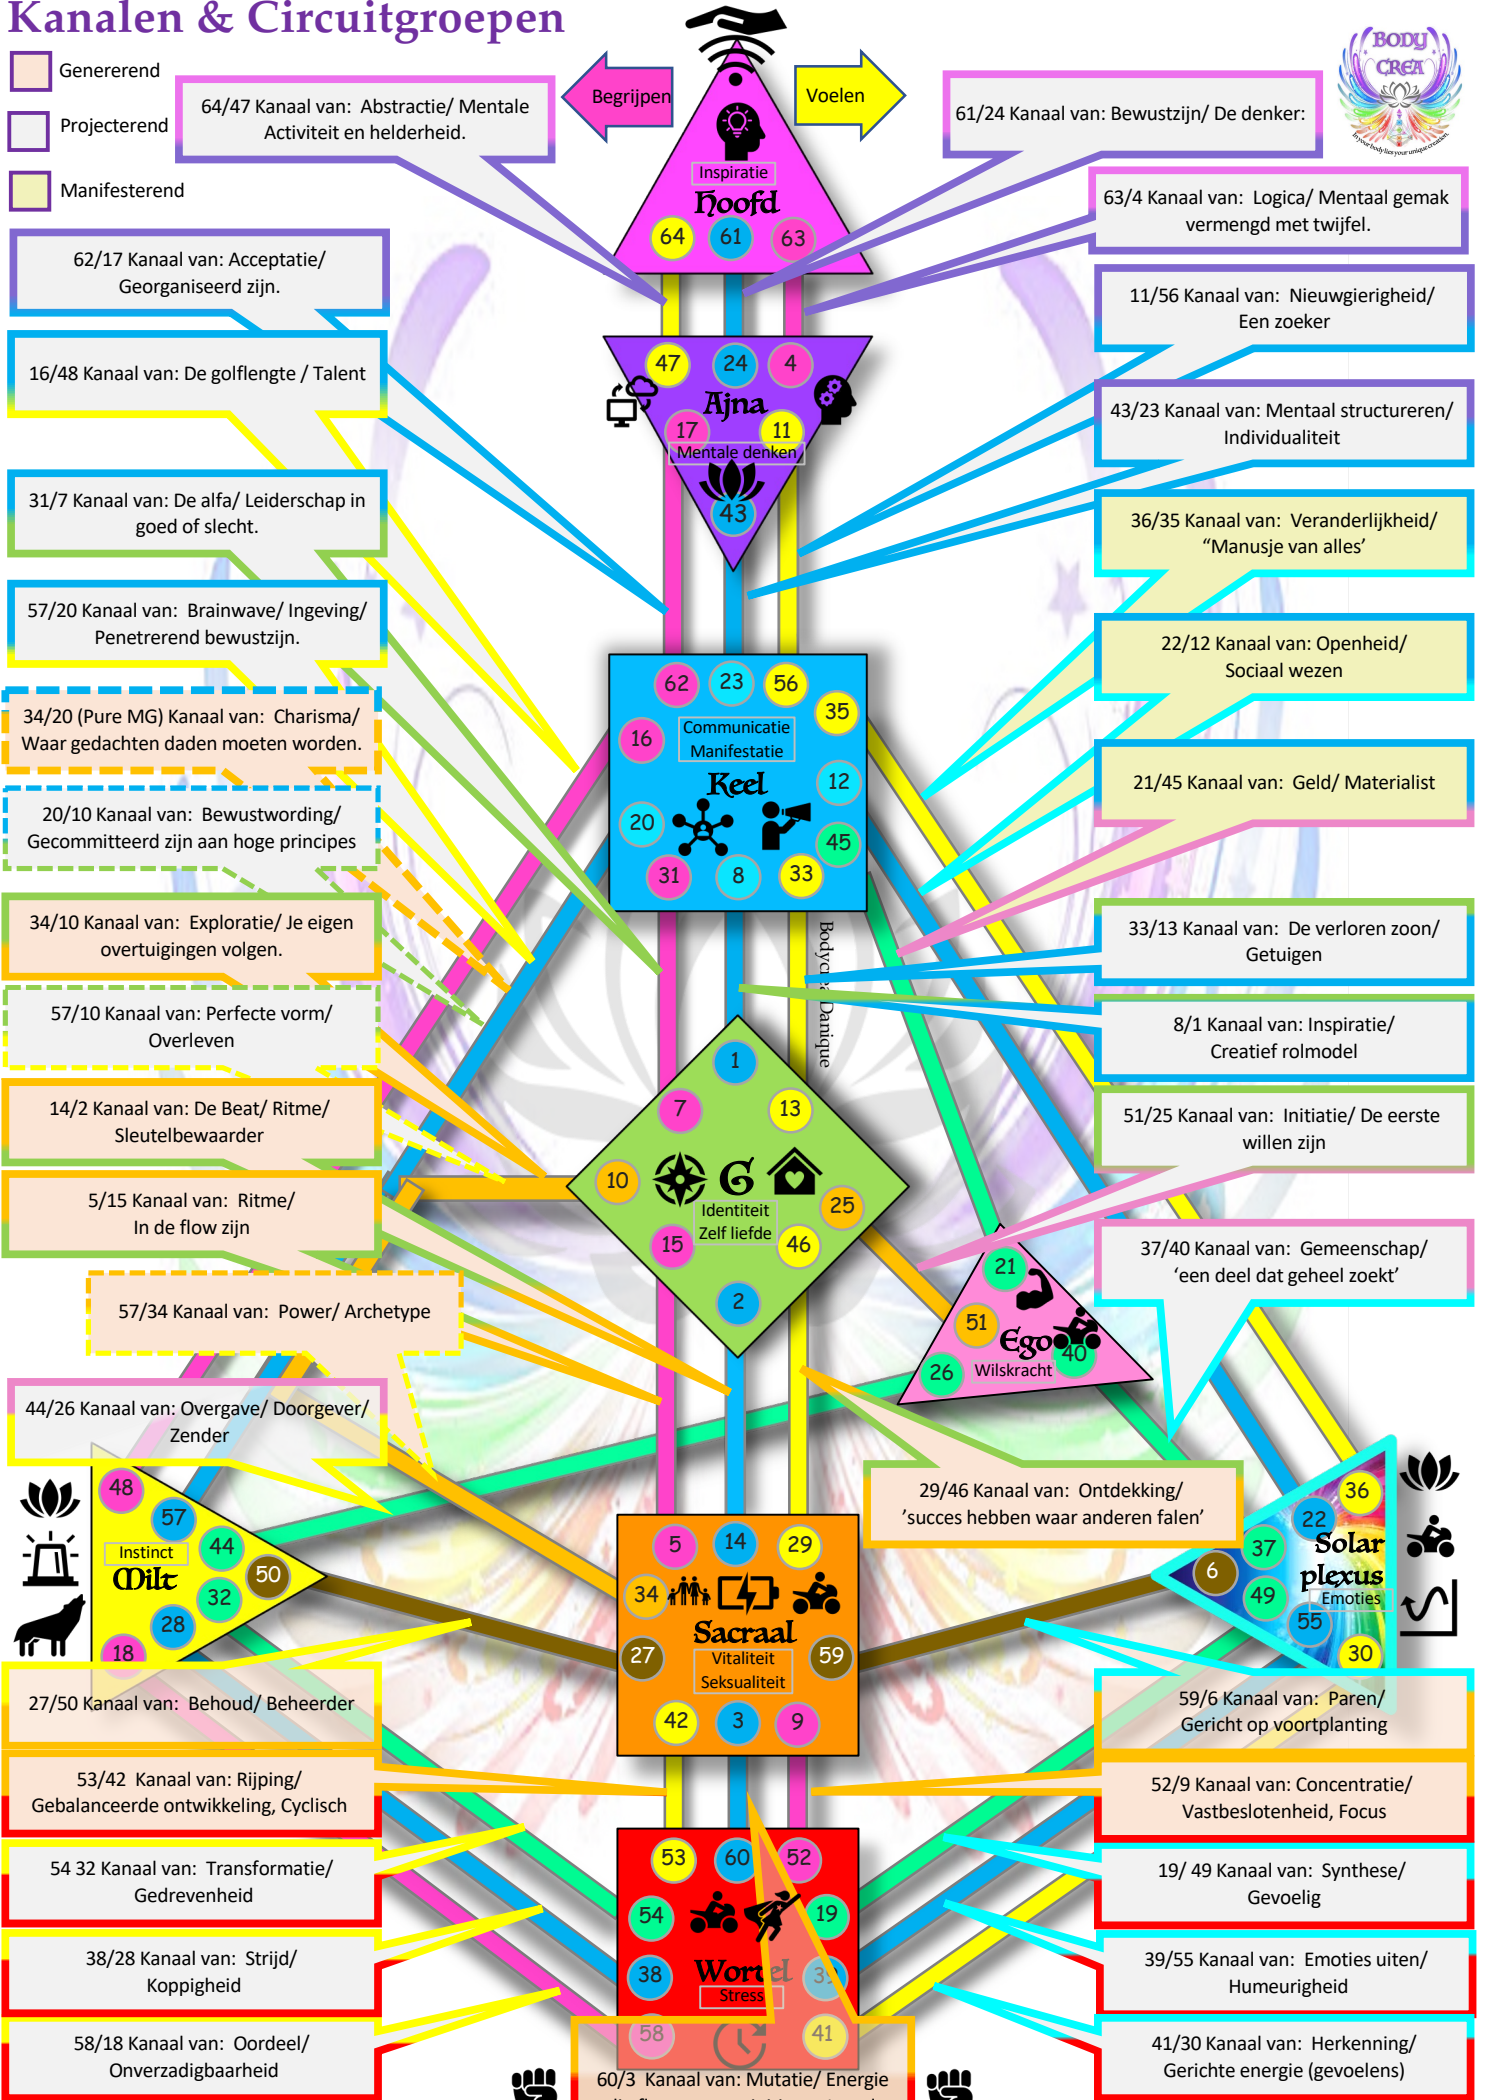 Kanalen & Circuitgroepen
Genererend
Projecterend
Manifesterend
64/47 Kanaal van: Abstractie/ Mentale
Activiteit en helderheid.
Begrijpen
Voelen
61/24 Kanaal van: Bewustzijn/ De denker:
BODY
CREA
In your body lies your unique creation.
63/4 Kanaal van: Logica/ Mentaal gemak
vermengd met twijfel.
Inspiratie
Hoofd
64 61 63
62/17 Kanaal van: Acceptatie/
Georganiseerd zijn.
11/56 Kanaal van: Nieuwgierigheid/
Een zoeker
16/48 Kanaal van: De golflengte / Talent
47 24 4
Ajna
17 11
Mentale denken
43
43/23 Kanaal van: Mentaal structureren/
Individualiteit
31/7 Kanaal van: De alfa/ Leiderschap in
goed of slecht.
36/35 Kanaal van: Veranderlijkheid/
“Manusje van alles’
57/20 Kanaal van: Brainwave/ Ingeving/
Penetrerend bewustzijn.
22/12 Kanaal van: Openheid/
Sociaal wezen
34/20 (Pure MG) Kanaal van: Charisma/
Waar gedachten daden moeten worden.
62 23 56
35
16
Communicatie
Manifestatie
Keel
12
20
45
31 8 33
21/45 Kanaal van: Geld/ Materialist
20/10 Kanaal van: Bewustwording/
Gecommitteerd zijn aan hoge principes
34/10 Kanaal van: Exploratie/ Je eigen
overtuigingen volgen.
33/13 Kanaal van: De verloren zoon/
Getuigen
57/10 Kanaal van: Perfecte vorm/
Overleven
8/1 Kanaal van: Inspiratie/
Creatief rolmodel
14/2 Kanaal van: De Beat/ Ritme/
Sleutelbewaarder
51/25 Kanaal van: Initiatie/ De eerste
willen zijn
1
7 13
10 G
Identiteit
Zelf liefde
25
15 46
2
5/15 Kanaal van: Ritme/
In de flow zijn
37/40 Kanaal van: Gemeenschap/
‘een deel dat geheel zoekt’
57/34 Kanaal van: Power/ Archetype
21
51
Ego
40
26
Wilskracht
44/26 Kanaal van: Overgave/ Doorgever/
Zender
29/46 Kanaal van: Ontdekking/
’succes hebben waar anderen falen’
48
57
Instinct
Milt
44
50
32
28
18
5 14 29
34
Sacraal
27
Vitaliteit
Seksualiteit
59
42 3 9
36
22
37
Solar
plexus
6
Emoties
49
55
30
27/50 Kanaal van: Behoud/ Beheerder
59/6 Kanaal van: Paren/
Gericht op voortplanting
53/42 Kanaal van: Rijping/
Gebalanceerde ontwikkeling, Cyclisch
52/9 Kanaal van: Concentratie/
Vastbeslotenheid, Focus
54 32 Kanaal van: Transformatie/
Gedrevenheid
19/ 49 Kanaal van: Synthese/
Gevoelig
53 60 52
54 19
38
Wortel
39
Stress
58 41
38/28 Kanaal van: Strijd/
Koppigheid
39/55 Kanaal van: Emoties uiten/
Humeurigheid
58/18 Kanaal van: Oordeel/
Onverzadigbaarheid
41/30 Kanaal van: Herkenning/
Gerichte energie (gevoelens)
60/3 Kanaal van: Mutatie/ Energie